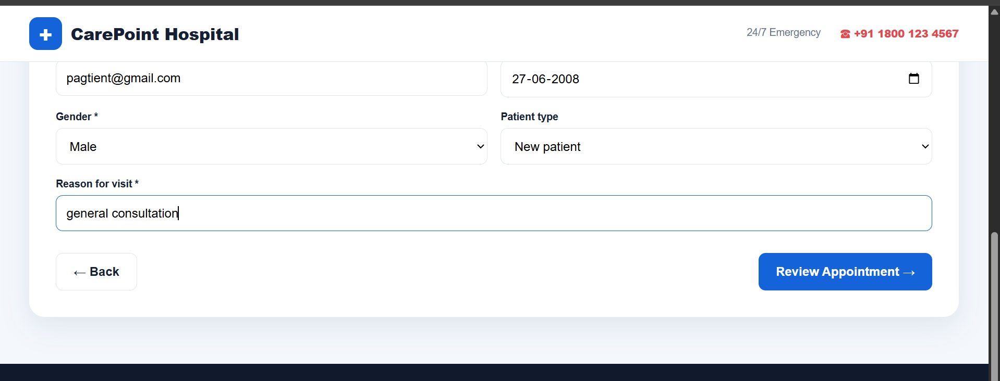 CarePoint Hospital
24/7 Emergency
☎ +91 1800 123 4567
pagtient@gmail.com
27-06-2008
Gender *
Patient type
Male
New patient
Reason for visit *
general consultation
← Back
Review Appointment →